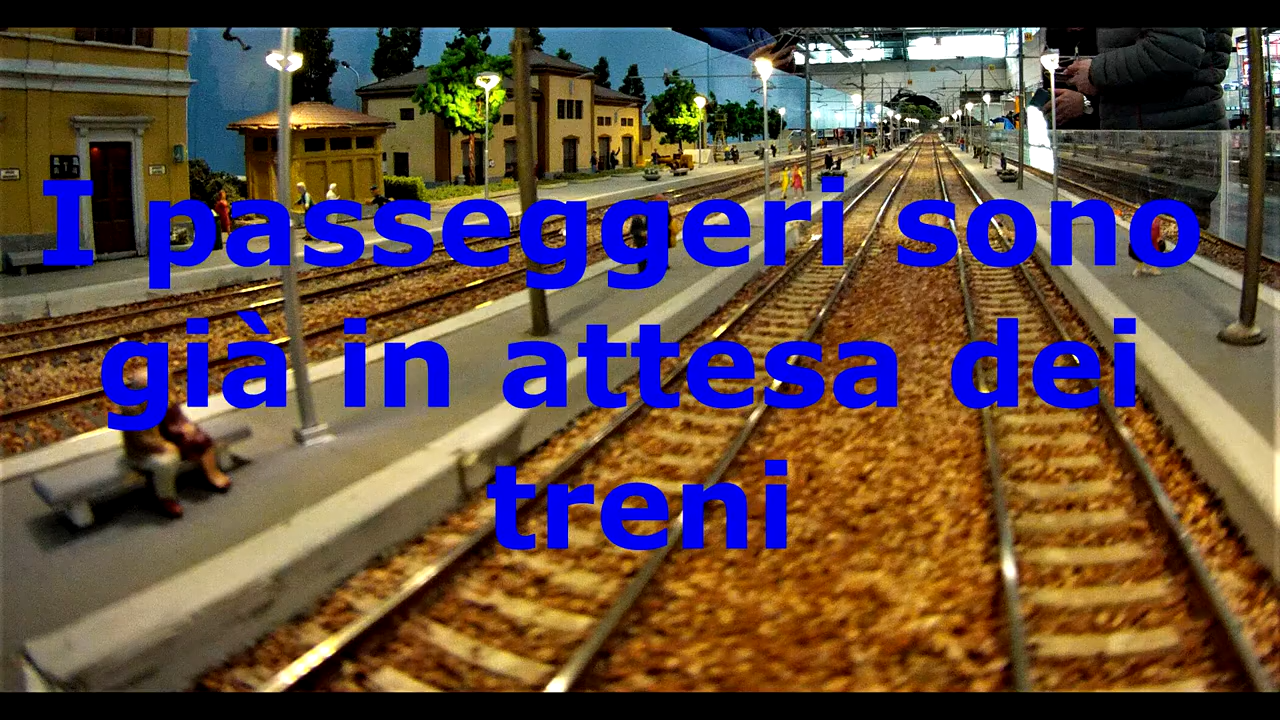 I passeggeri sono
già in attesa dei
treni